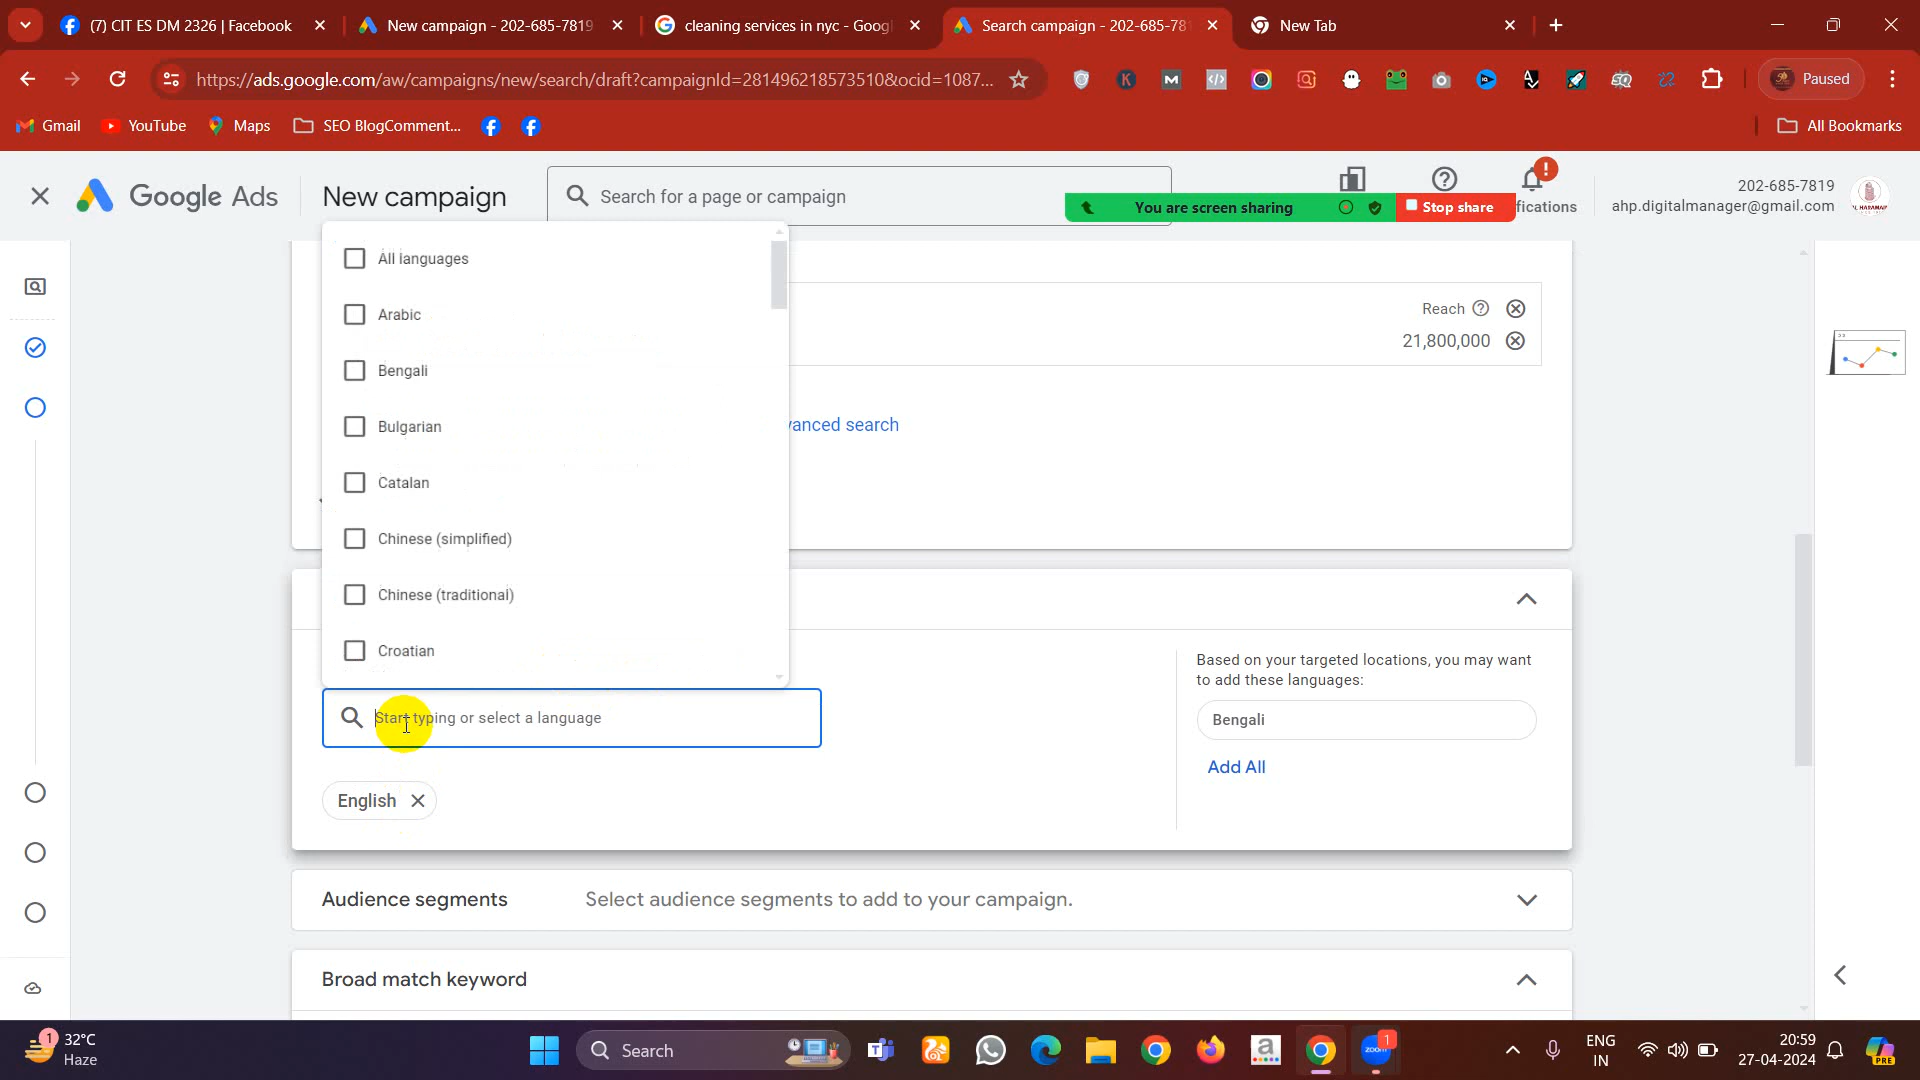 (7) CIT ES DM 2326 | Facebook
New campaign - 202-685-7819
cleaning services in nyc - Goog
Search campaign - 202-685-78
New Tab
https://ads.google.com/aw/campaigns/new/search/draft?campaignId=281496218573510&ocid=1087...
Paused
Gmail
YouTube
Maps
SEO BlogComment...
All Bookmarks
Google Ads
New campaign
Search for a page or campaign
You are screen sharing
Stop share
fications
202-685-7819
ahp.digitalmanager@gmail.com
All languages
Arabic
Bengali
Bulgarian
Catalan
Chinese (simplified)
Chinese (traditional)
Croatian
Reach
21,800,000
vanced search
Start typing or select a language
English
Based on your targeted locations, you may want
to add these languages:
Bengali
Add All
Audience segments
Select audience segments to add to your campaign.
Broad match keyword
1
32°C
Haze
Search
zoom
1
ENG
IN
20:59
27-04-2024
PRE